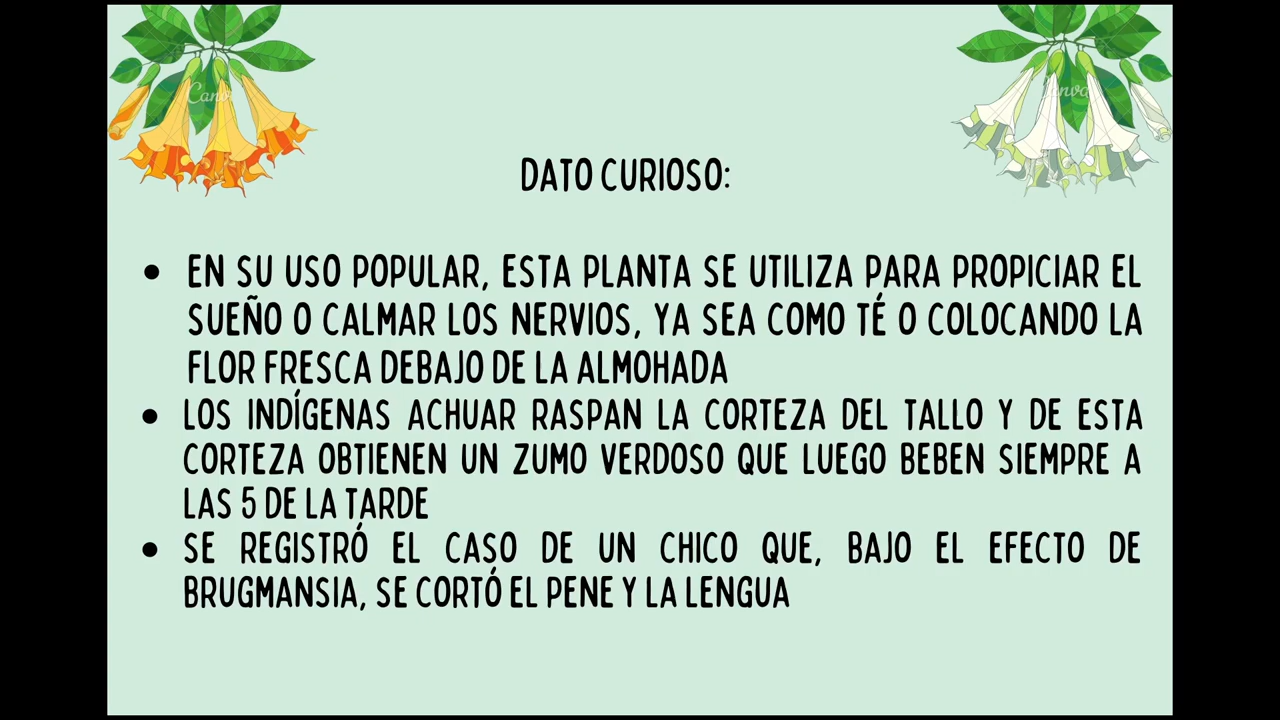 Canva
Canva
DATO CURIOSO:
• EN SU USO POPULAR, ESTA PLANTA SE UTILIZA PARA PROPICIAR EL
SUEÑO O CALMAR LOS NERVIOS, YA SEA COMO TÉ O COLOCANDO LA
FLOR FRESCA DEBAJO DE LA ALMOHADA
• LOS INDÍGENAS ACHUAR RASPAN LA CORTEZA DEL TALLO Y DE ESTA
CORTEZA OBTIENEN UN ZUMO VERDOSO QUE LUEGO BEBEN SIEMPRE A
LAS 5 DE LA TARDE
• SE REGISTRÓ EL CASO DE UN CHICO QUE, BAJO EL EFECTO DE
BRUGMANSIA, SE CORTÓ EL PENE Y LA LENGUA